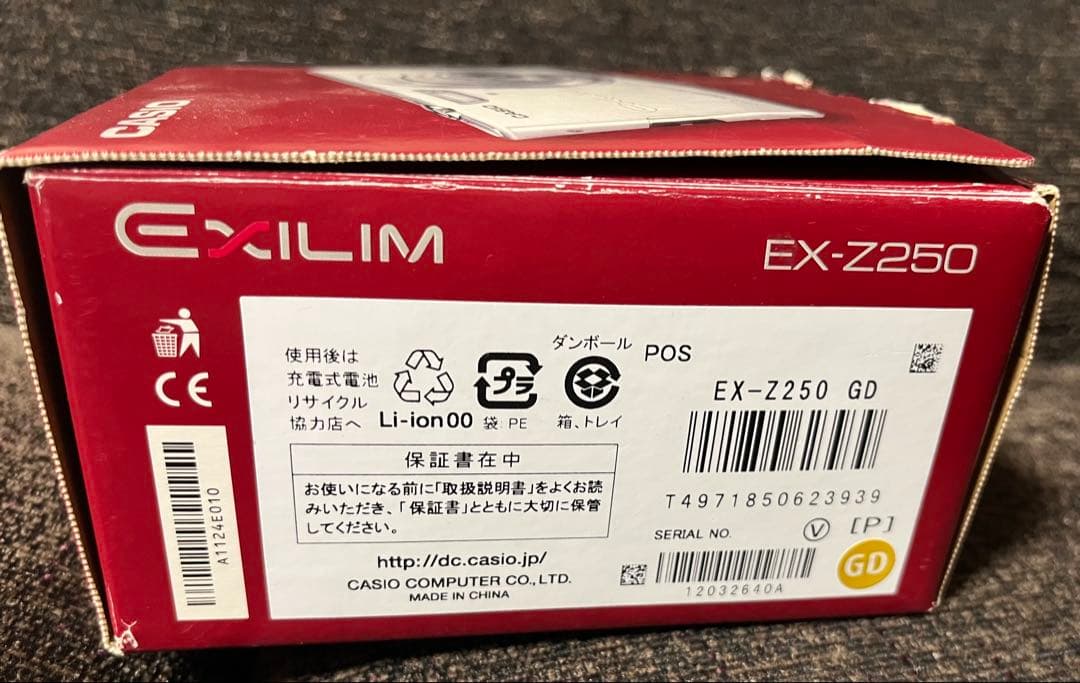 CASIO
CASIO
EXILIM
EX-Z250
使用後は
充電式電池
リサイクル
協力店へ
Li-ion00
プラ
袋: PE
ダンボール
箱、トレイ
POS
EX-Z250 GD
T4971850623939
保証書在中
お使いになる前に「取扱説明書」をよくお読
みいただき、「保証書」とともに大切に保管
してください。
SERIAL NO.
V [P]
GD
12032640A
http://dc.casio.jp/
CASIO COMPUTER CO., LTD.
MADE IN CHINA
CE
A1124E010